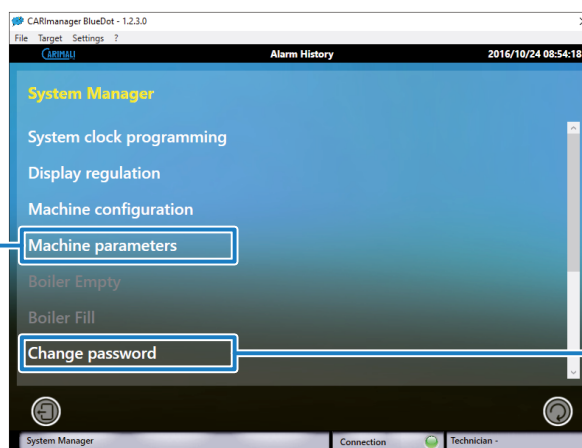 CARImanager BlueDot - 1.2.3.0
File Target Settings ?
CARIMALI Alarm History 2016/10/24 08:54:18
System Manager
System clock programming
Display regulation
Machine configuration
Machine parameters
Boiler Empty
Boiler Fill
Change password
System Manager Connection Technician -